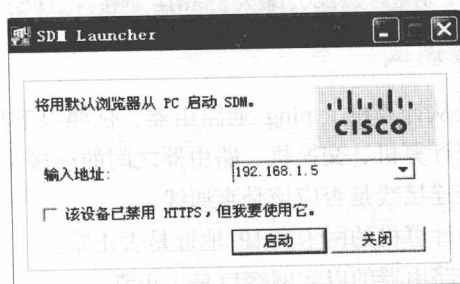 SDM Launcher
将用默认浏览器从 PC 启动 SDM。
CISCO
输入地址: 192.168.1.5
该设备已禁用 HTTPS,但我要使用它。
启动 关闭